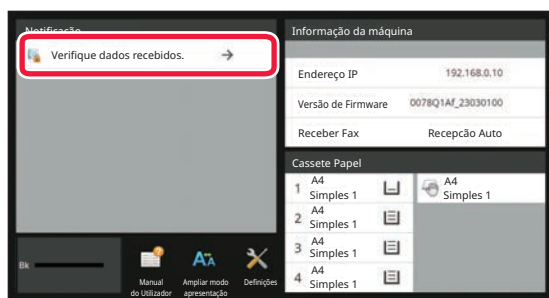 Notificação
Verifique dados recebidos.
Informação da máquina
Endereço IP 192.168.0.10
Versão de Firmware 0078Q1Af_23030100
Receber Fax Recepcão Auto
Cassete Papel
1 A4
Simples 1
A4
Simples 1
2 A4
Simples 1
3 A4
Simples 1
4 A4
Simples 1
Bk
Manual
do Utilizador
Ampliar modo
apresentação
Definições